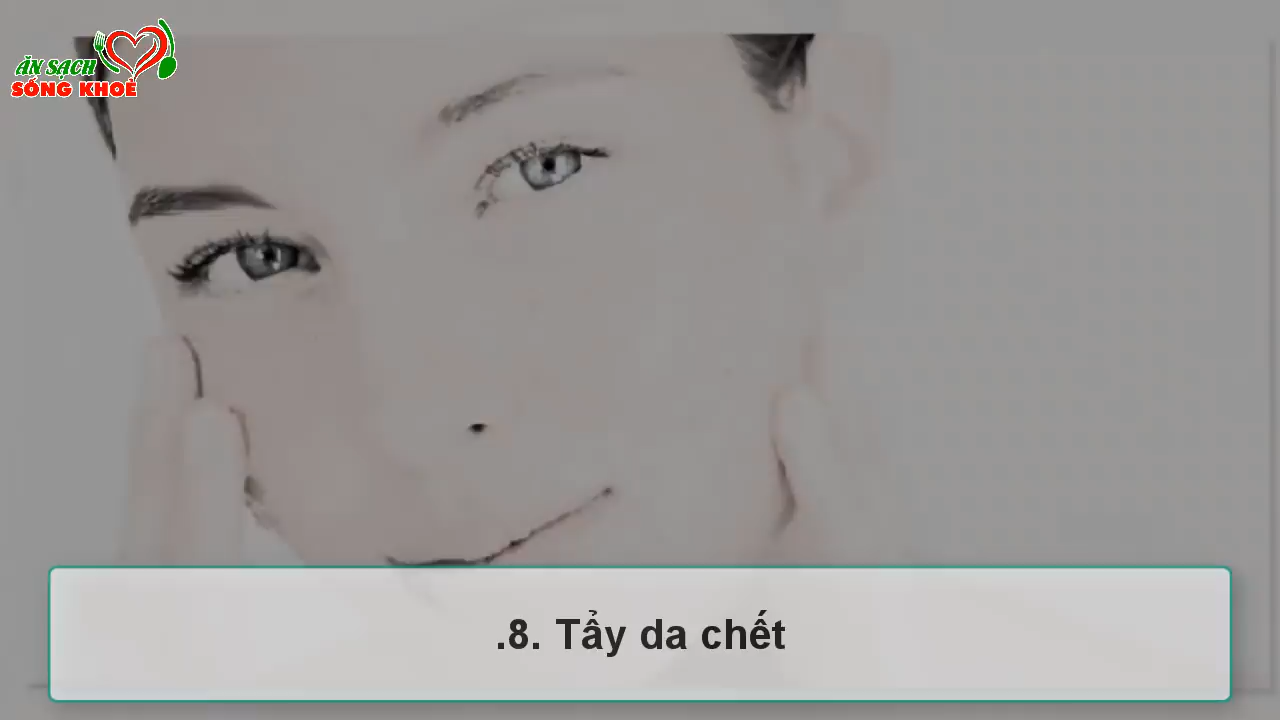 ĂN SẠCH
SỐNG KHOẺ
.8. Tẩy da chết